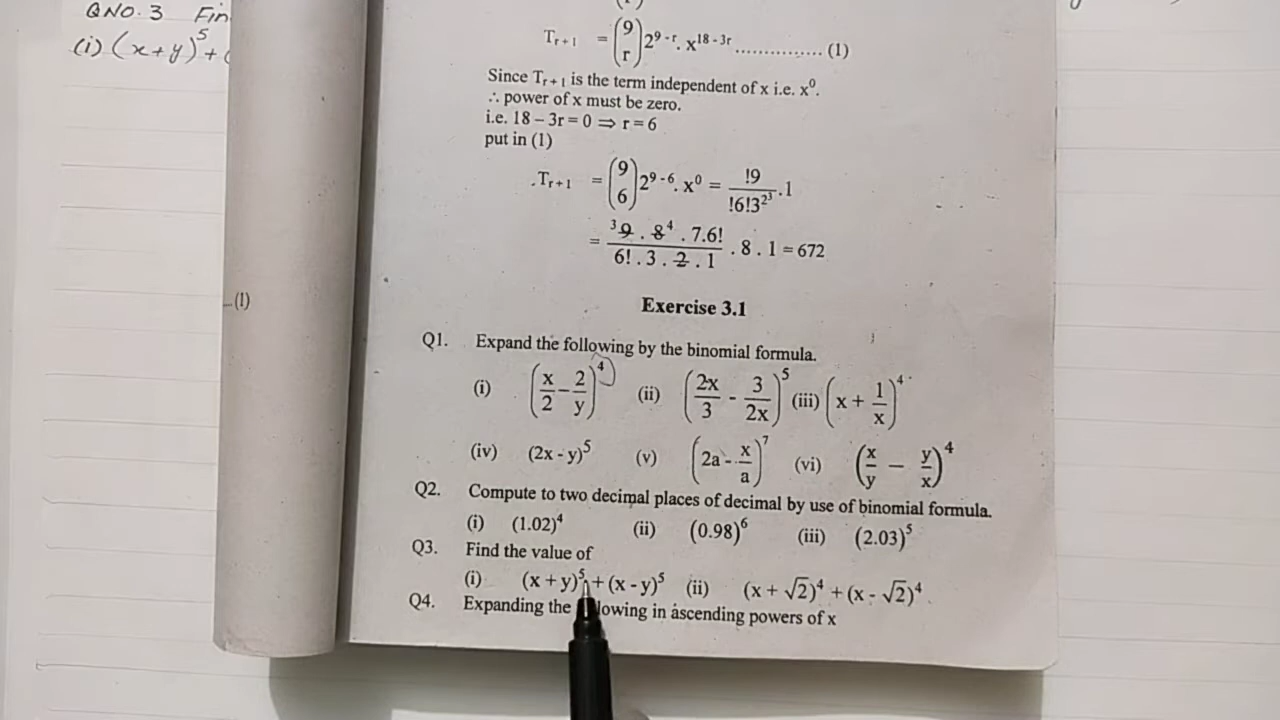 QNO.3 Fin
(i) (x+y)⁵+(
...(1)
T_{r+1} = (9 r) 2^{9-r}. x^{18-3r} ............... (1)
Since T_{r+1} is the term independent of x i.e. x⁰.
∴ power of x must be zero.
i.e. 18 – 3r = 0 ⇒ r = 6
put in (1)
.T_{r+1} = (9 6) 2^{9-6}. x⁰ = !9 / !6!3^{2^3} .1
= ³9 . 8⁴ . 7.6! / 6! . 3 . 2 . 1 . 8 . 1 = 672
Exercise 3.1
Q1. Expand the following by the binomial formula.
(i) (x/2 − 2/y)⁴ (ii) (2x/3 - 3/2x)⁵ (iii) (x + 1/x)⁴
(iv) (2x - y)⁵ (v) (2a - x/a)⁷ (vi) (x/y − y/x)⁴
Q2. Compute to two decimal places of decimal by use of binomial formula.
(i) (1.02)⁴ (ii) (0.98)⁶ (iii) (2.03)⁵
Q3. Find the value of
(i) (x + y)⁵ + (x - y)⁵ (ii) (x + √2)⁴ + (x - √2)⁴
Q4. Expanding the lowing in ascending powers of x